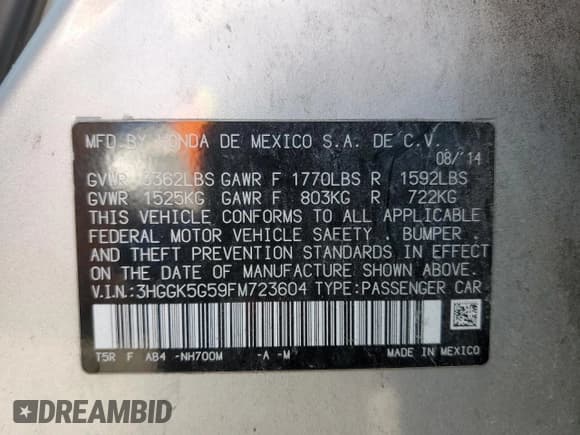 MFD.BY HONDA DE MEXICO S.A. DE C.V.
08/'14
GVWR 3362LBS GAWR F 1770LBS R 1592LBS
GVWR 1525KG GAWR F 803KG R 722KG
THIS VEHICLE CONFORMS TO ALL APPLICABLE
FEDERAL MOTOR VEHICLE SAFETY , BUMPER ,
AND THEFT PREVENTION STANDARDS IN EFFECT
ON THE DATE OF MANUFACTURE SHOWN ABOVE.
V.I.N.:3HGGK5G59FM723604 TYPE:PASSENGER CAR
T5R F AB4 -NH700M -A -M MADE IN MEXICO
DREAMBID